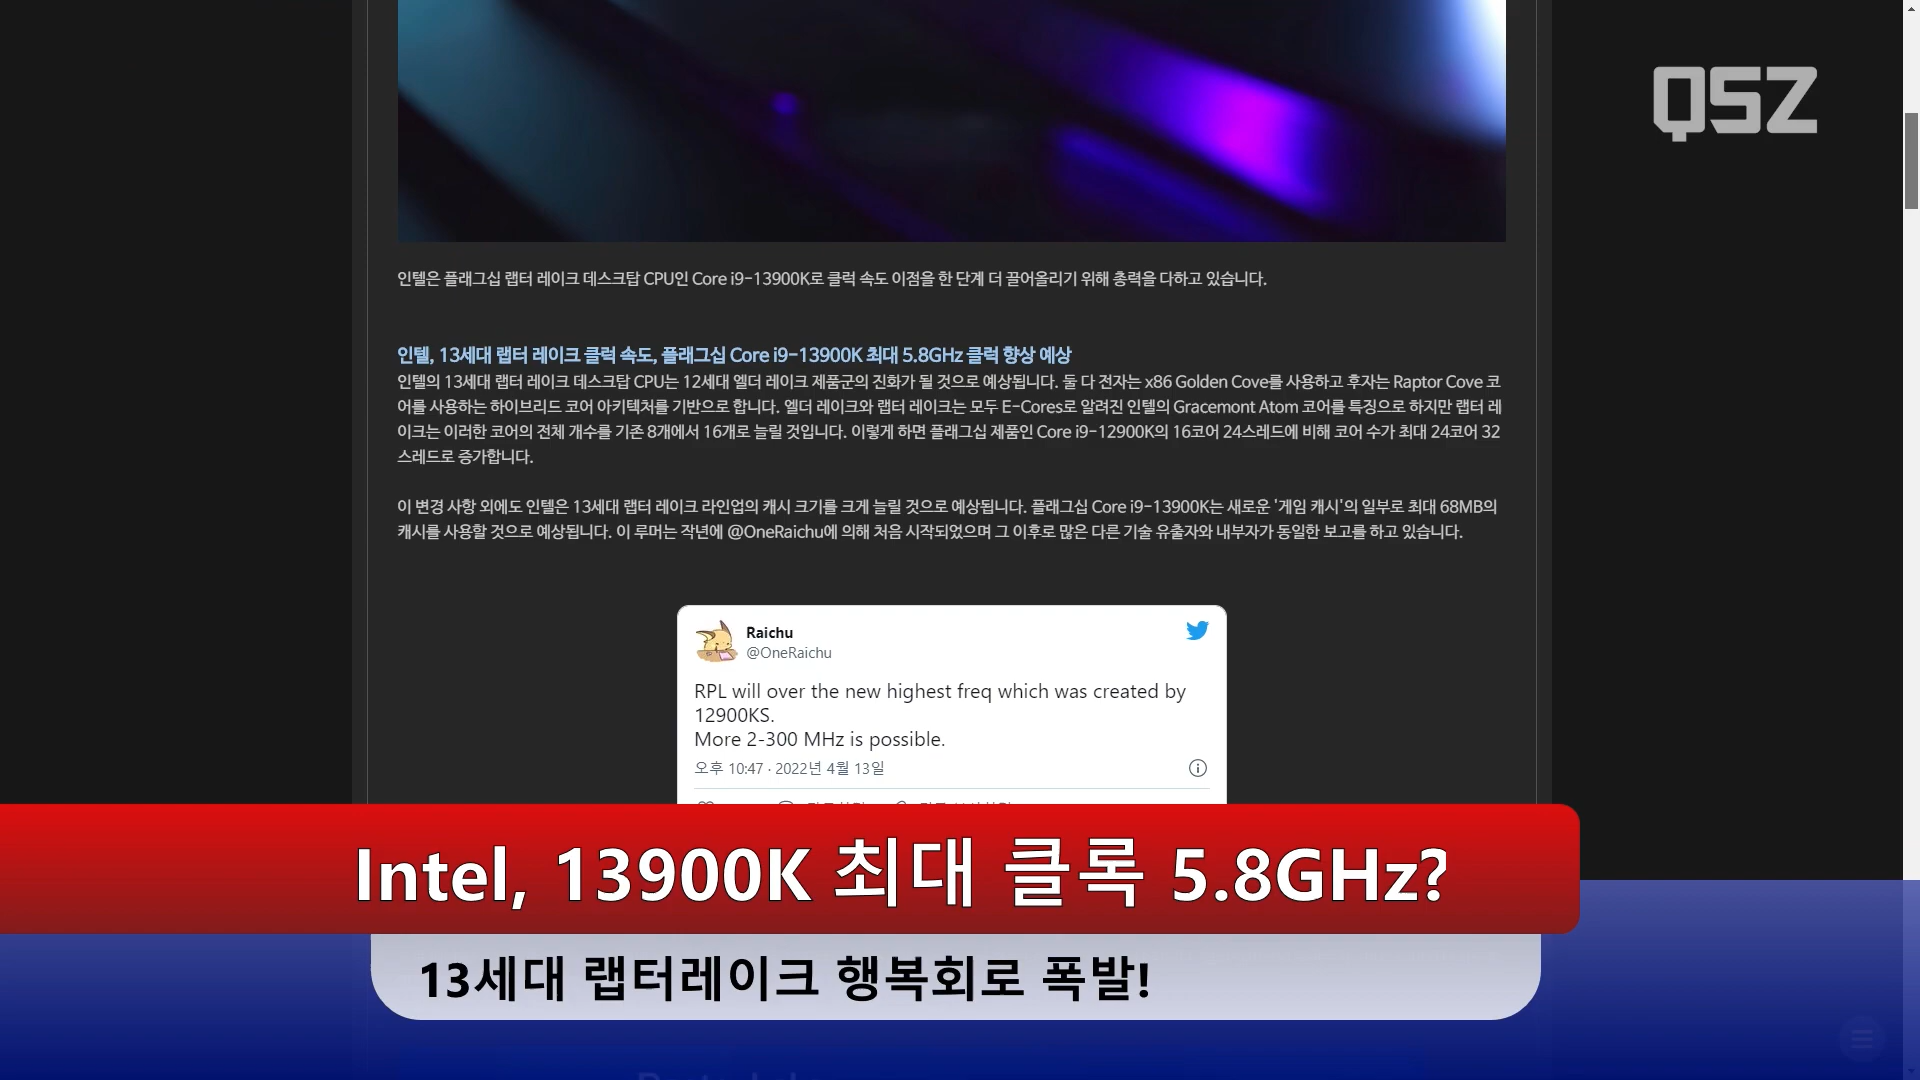 QSZ
인텔은 플래그십 랩터 레이크 데스크탑 CPU인 Core i9-13900K로 클럭 속도 이점을 한 단계 더 끌어올리기 위해 총력을 다하고 있습니다.
인텔, 13세대 랩터 레이크 클럭 속도, 플래그십 Core i9-13900K 최대 5.8GHz 클럭 향상 예상
인텔의 13세대 랩터 레이크 데스크탑 CPU는 12세대 엘더 레이크 제품군의 진화가 될 것으로 예상됩니다. 둘 다 전자는 x86 Golden Cove를 사용하고 후자는 Raptor Cove 코
어를 사용하는 하이브리드 코어 아키텍처를 기반으로 합니다. 엘더 레이크와 랩터 레이크는 모두 E-Cores로 알려진 인텔의 Gracemont Atom 코어를 특징으로 하지만 랩터 레
이크는 이러한 코어의 전체 개수를 기존 8개에서 16개로 늘릴 것입니다. 이렇게 하면 플래그십 제품인 Core i9-12900K의 16코어 24스레드에 비해 코어 수가 최대 24코어 32
스레드로 증가합니다.
이 변경 사항 외에도 인텔은 13세대 랩터 레이크 라인업의 캐시 크기를 크게 늘릴 것으로 예상됩니다. 플래그십 Core i9-13900K는 새로운 '게임 캐시'의 일부로 최대 68MB의
캐시를 사용할 것으로 예상됩니다. 이 루머는 작년에 @OneRaichu에 의해 처음 시작되었으며 그 이후로 많은 다른 기술 유출자와 내부자가 동일한 보고를 하고 있습니다.
Raichu
@OneRaichu
RPL will over the new highest freq which was created by
12900KS.
More 2-300 MHz is possible.
오후 10:47 · 2022년 4월 13일
Intel, 13900K 최대 클록 5.8GHz?
13세대 랩터레이크 행복회로 폭발!